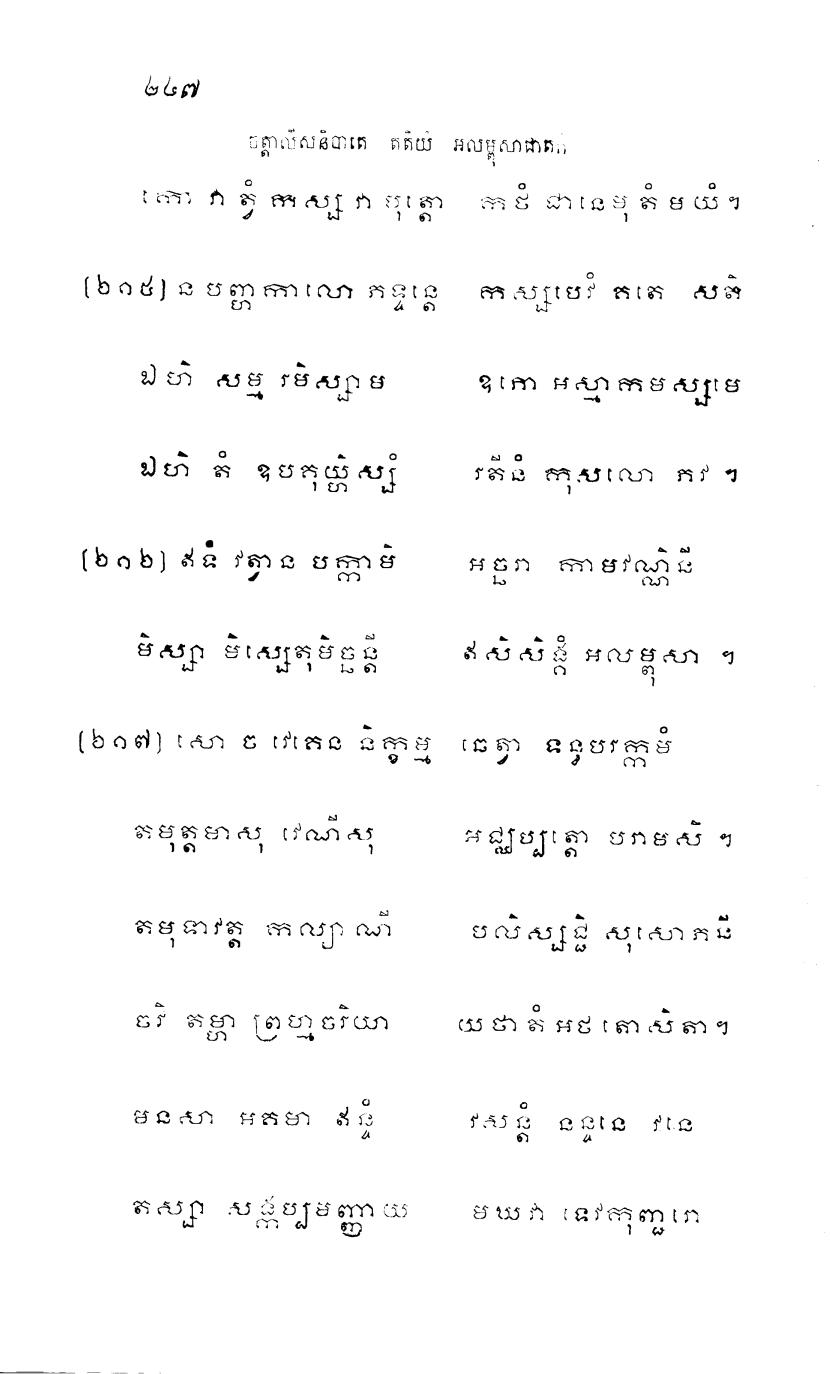 ២៤៧
ចត្តាលីសនិបាតេ តតិយំ អលម្ពុសាជាតកំ
កោ វា ត្វំ កស្ស វា បុត្តោ កថំ ជានេមុ តំ មយំ។
(២១៥) ន បញ្ហកាលោ ភទ្ទន្តេ កស្សបេវំ គតេ សតិ
ឯហិ សម្ម រមិស្សាម ឧភោ អស្មាកមស្សមេ
ឯហិ តំ ឧបគុយ្ហិស្សំ រតីនំ កុសលោ ភវ ។
(២១៦) ឥទំ វត្វាន បក្កាមិ អច្ឆរា កាមវណ្ណិនី
មិស្សា មិស្សេតុមិច្ឆន្តី ឥសិសិង្គំ អលម្ពុសា ។
(២១៧) សោ ច វេគេន និក្ខម្ម ឆេត្វា ទន្ធបរក្កមំ
តមុត្តមាសុ វេណីសុ អជ្ឈប្បត្តោ បរាមសិ ។
តមុទាវត្ត កល្យាណី បលិស្សជ្ជិ សុសោភនី
ចវិ តម្ហា ព្រហ្មចរិយា យថា តំ អថ តោសិតា។
មនសា អគមា ឥន្ទំ វសន្តំ នន្ទនេ វនេ
តស្សា សង្កប្បមញ្ញាយ មឃវា ទេវកុញ្ជរោ